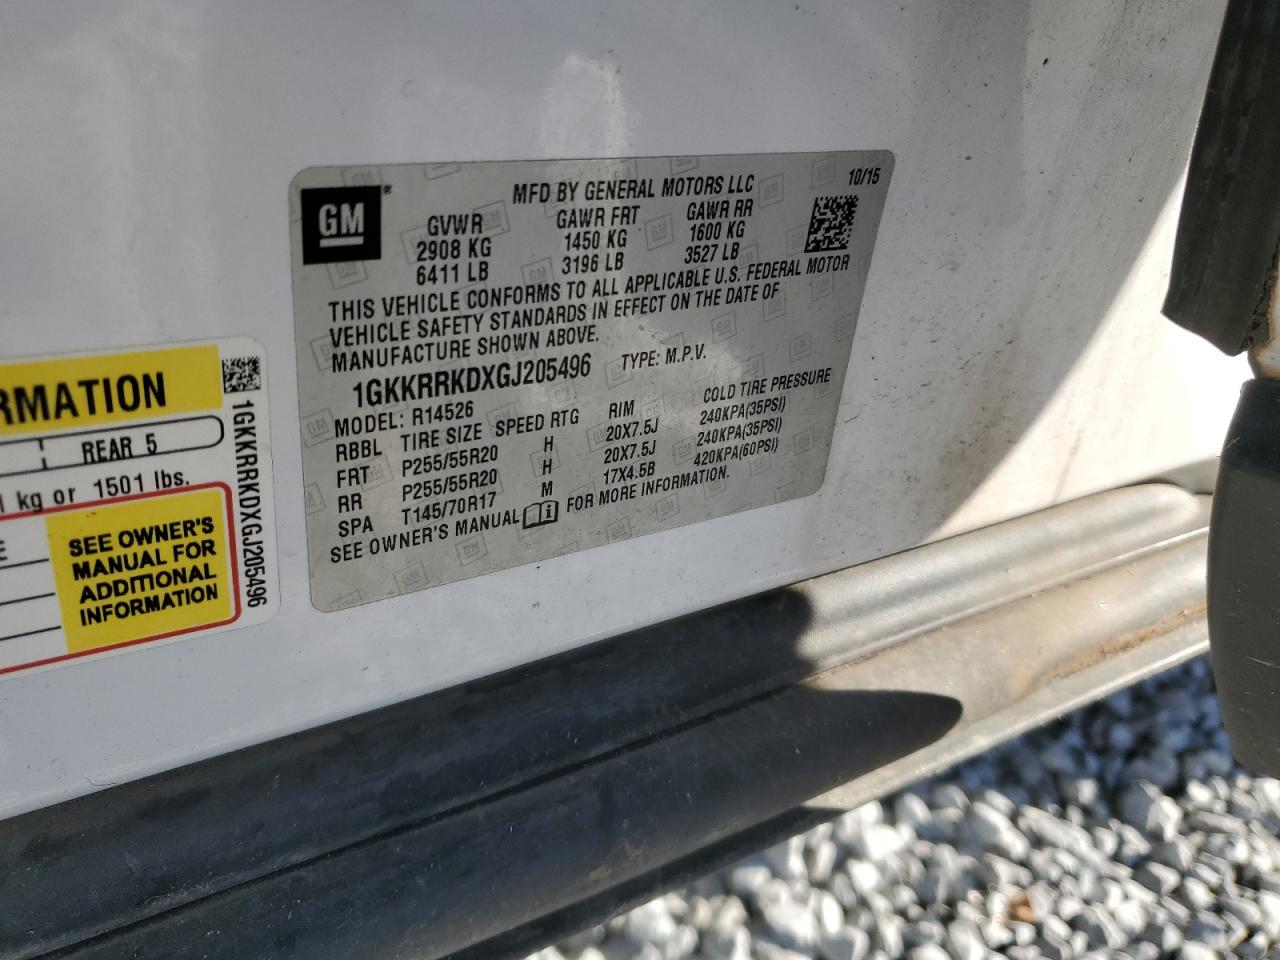 GM
MFD BY GENERAL MOTORS LLC
10/15
GVWR GAWR FRT GAWR RR
2908 KG 1450 KG 1600 KG
6411 LB 3196 LB 3527 LB
THIS VEHICLE CONFORMS TO ALL APPLICABLE U.S. FEDERAL MOTOR
VEHICLE SAFETY STANDARDS IN EFFECT ON THE DATE OF
MANUFACTURE SHOWN ABOVE.
1GKKRRKDXGJ205496 TYPE: M.P.V.
MODEL: R14526
RBBL TIRE SIZE SPEED RTG RIM COLD TIRE PRESSURE
FRT P255/55R20 H 20X7.5J 240KPA(35PSI)
RR P255/55R20 H 20X7.5J 240KPA(35PSI)
SPA T145/70R17 M 17X4.5B 420KPA(60PSI)
SEE OWNER'S MANUAL FOR MORE INFORMATION.
RMATION
REAR 5
kg or 1501 lbs.
E
SEE OWNER'S
MANUAL FOR
ADDITIONAL
INFORMATION
1GKKRRKDXGJ205496